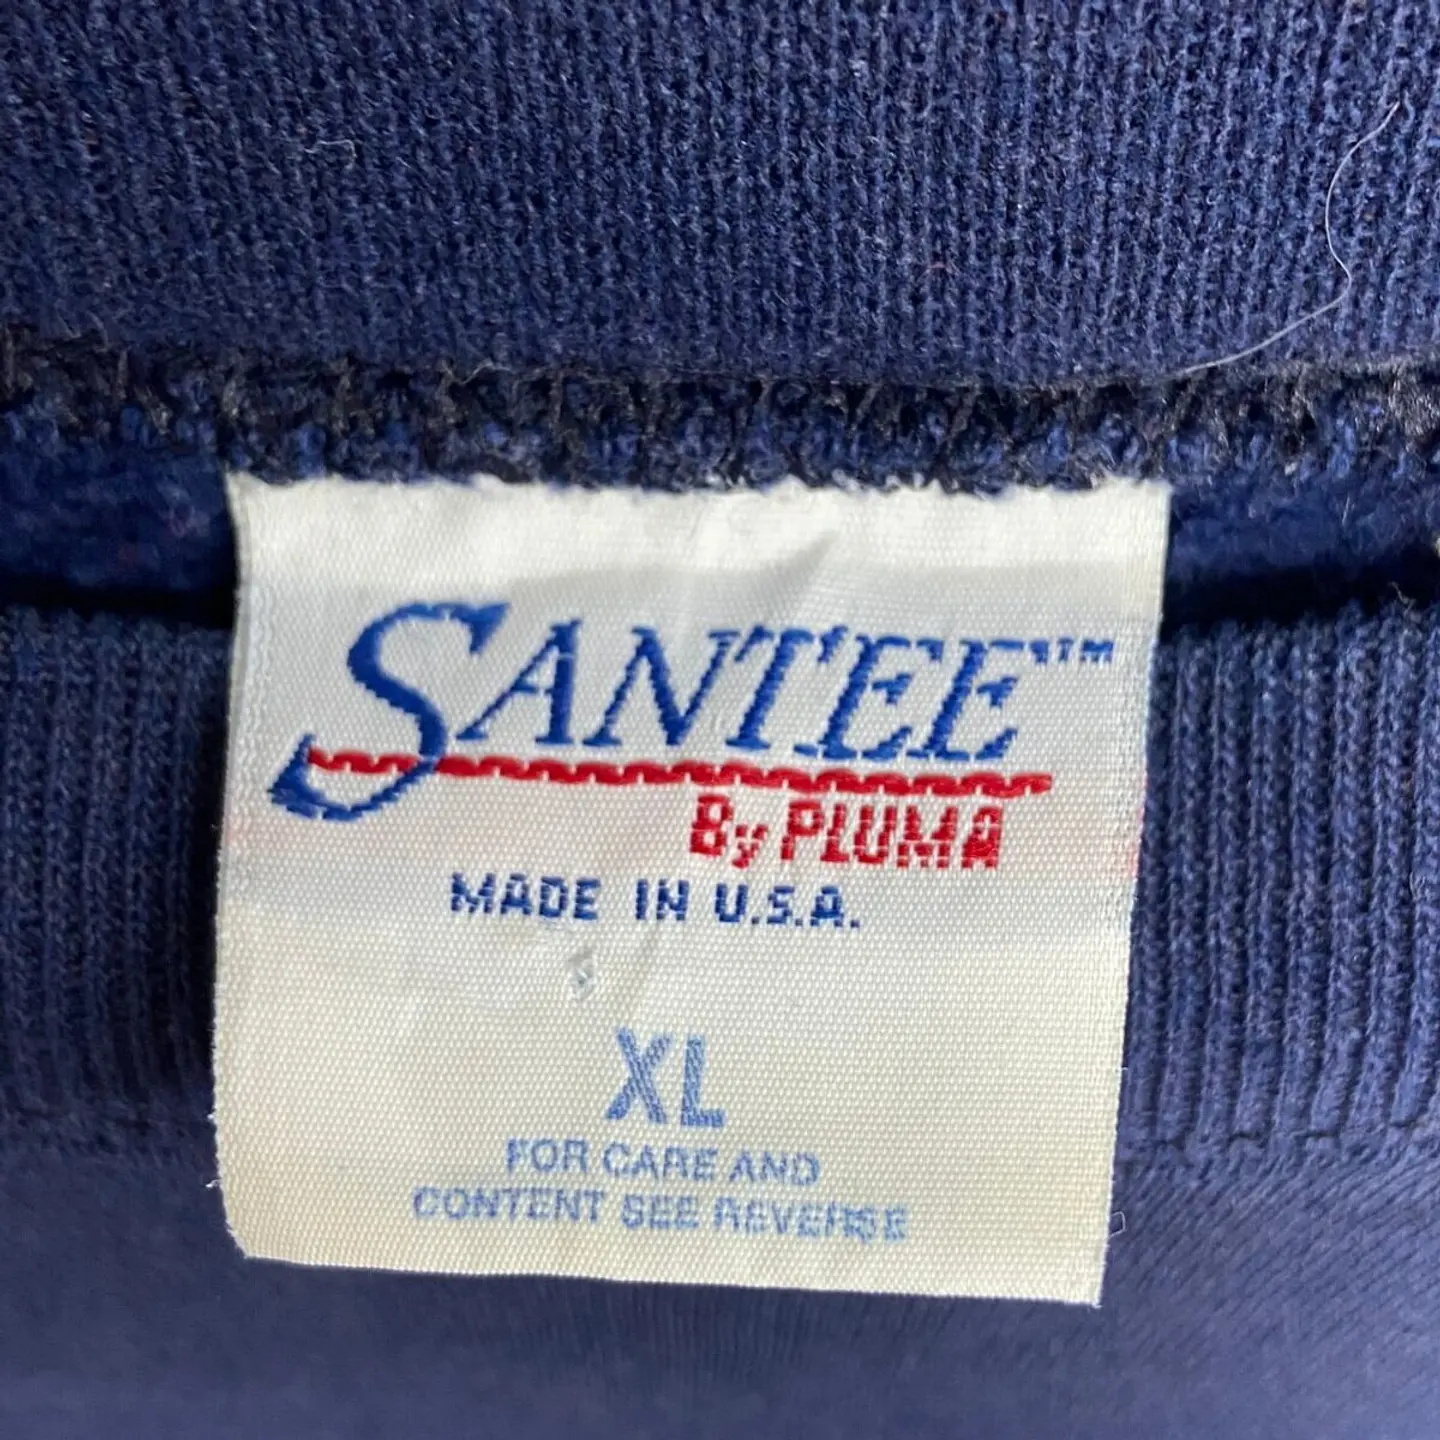 SANTEE™
By PLUMA
MADE IN U.S.A.
XL
FOR CARE AND
CONTENT SEE REVERSE